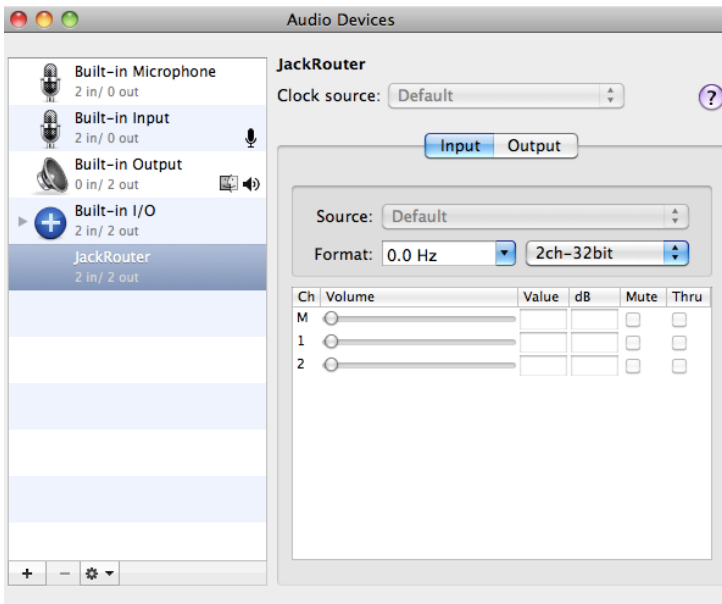 Audio Devices
Built-in Microphone
2 in/ 0 out
Built-in Input
2 in/ 0 out
Built-in Output
0 in/ 2 out
Built-in I/O
2 in/ 2 out
JackRouter
2 in/ 2 out
JackRouter
Clock source: Default
?
Input Output
Source: Default
Format: 0.0 Hz 2ch-32bit
Ch Volume Value dB Mute Thru
M
1
2